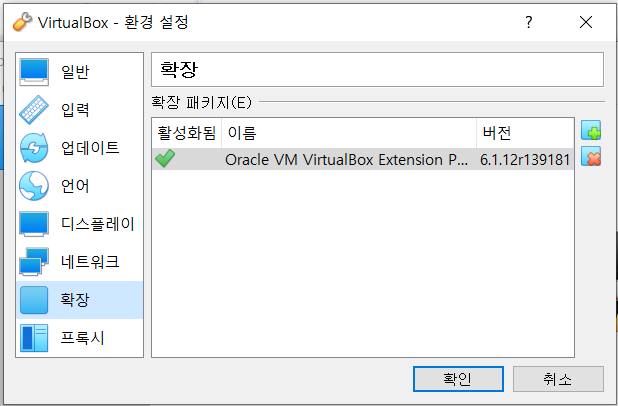 VirtualBox - 환경 설정
?
일반
입력
업데이트
언어
디스플레이
네트워크
확장
프록시
확장
확장 패키지(E)
활성화됨 이름 버전
Oracle VM VirtualBox Extension P... 6.1.12r139181
확인 취소